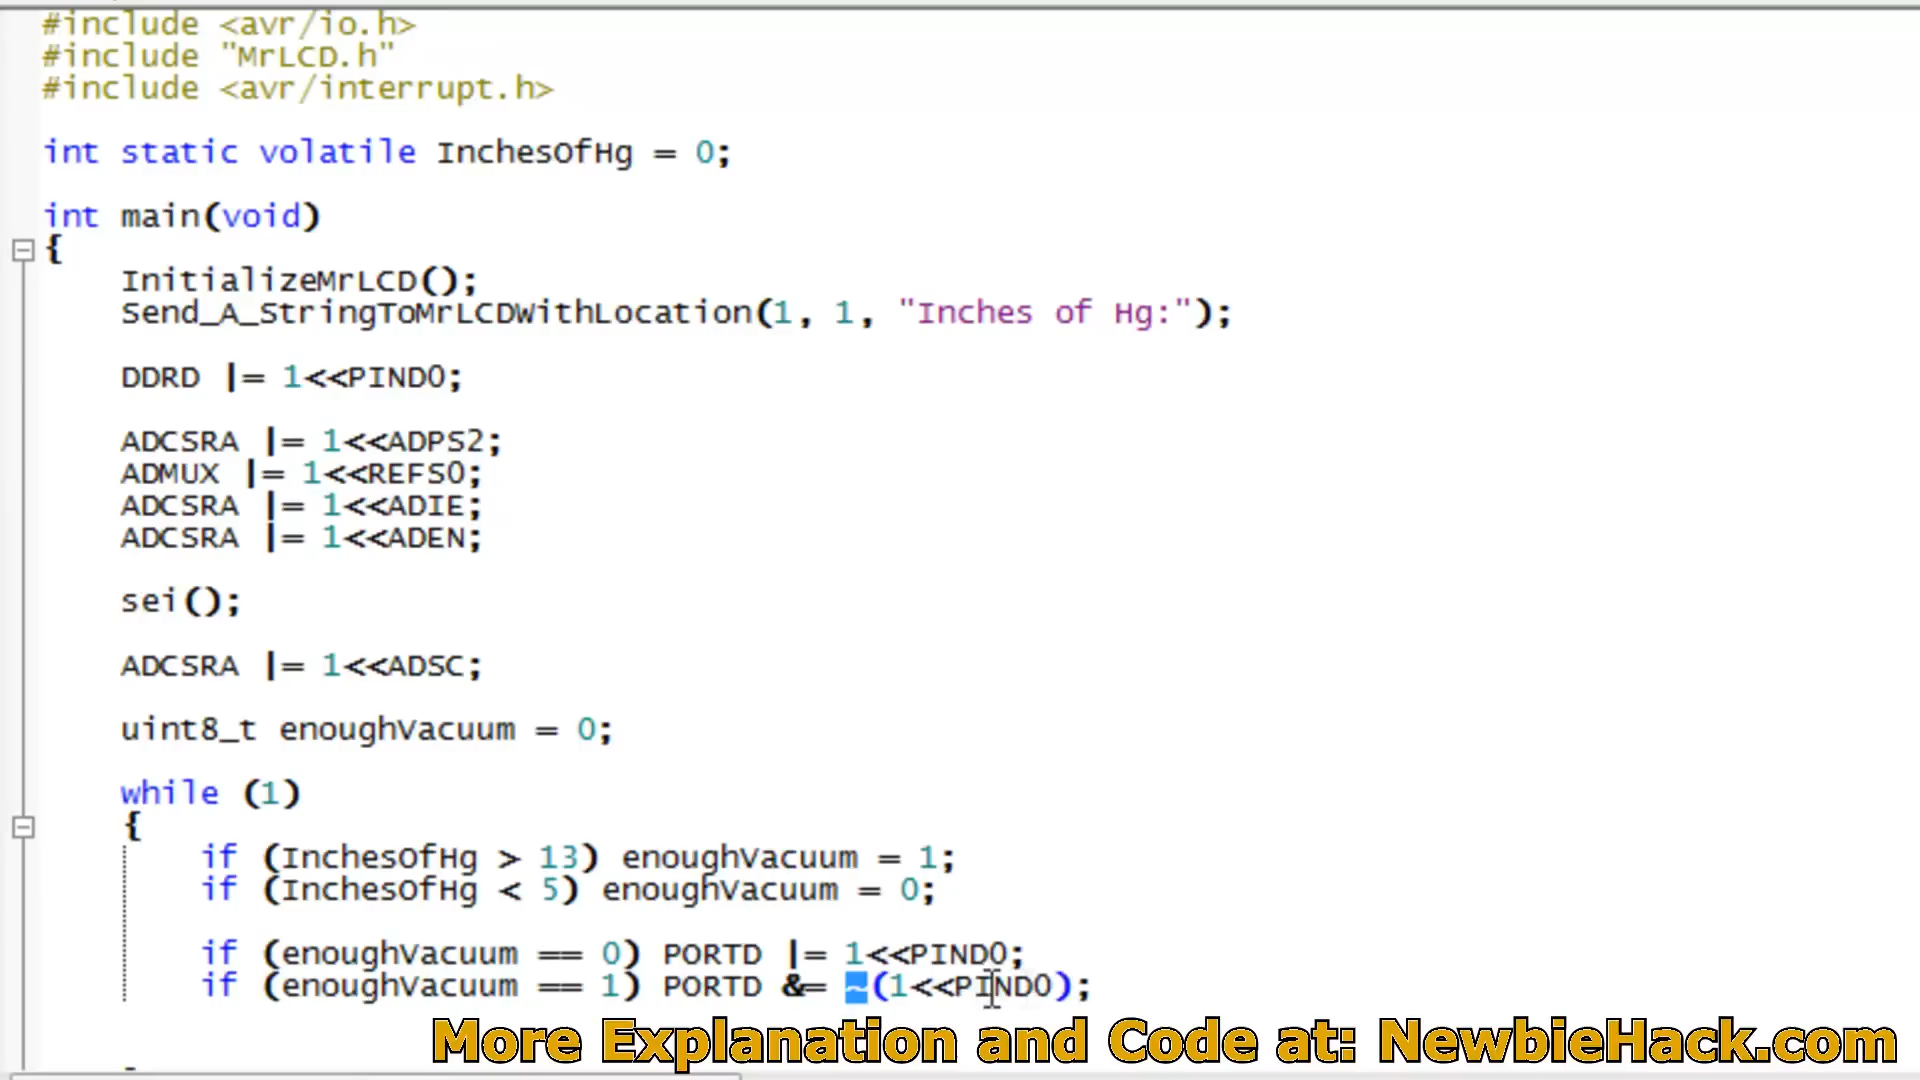 #include <avr/io.h>
#include "MrLCD.h"
#include <avr/interrupt.h>
int static volatile InchesOfHg = 0;
int main(void)
{
InitializeMrLCD();
Send_A_StringToMrLCDWithLocation(1, 1, "Inches of Hg:");
DDRD |= 1<<PIND0;
ADCSRA |= 1<<ADPS2;
ADMUX |= 1<<REFS0;
ADCSRA |= 1<<ADIE;
ADCSRA |= 1<<ADEN;
sei();
ADCSRA |= 1<<ADSC;
uint8_t enoughVacuum = 0;
while (1)
{
if (InchesOfHg > 13) enoughVacuum = 1;
if (InchesOfHg < 5) enoughVacuum = 0;
if (enoughVacuum == 0) PORTD |= 1<<PIND0;
if (enoughVacuum == 1) PORTD &= ~(1<<PIND0);
More Explanation and Code at: NewbieHack.com